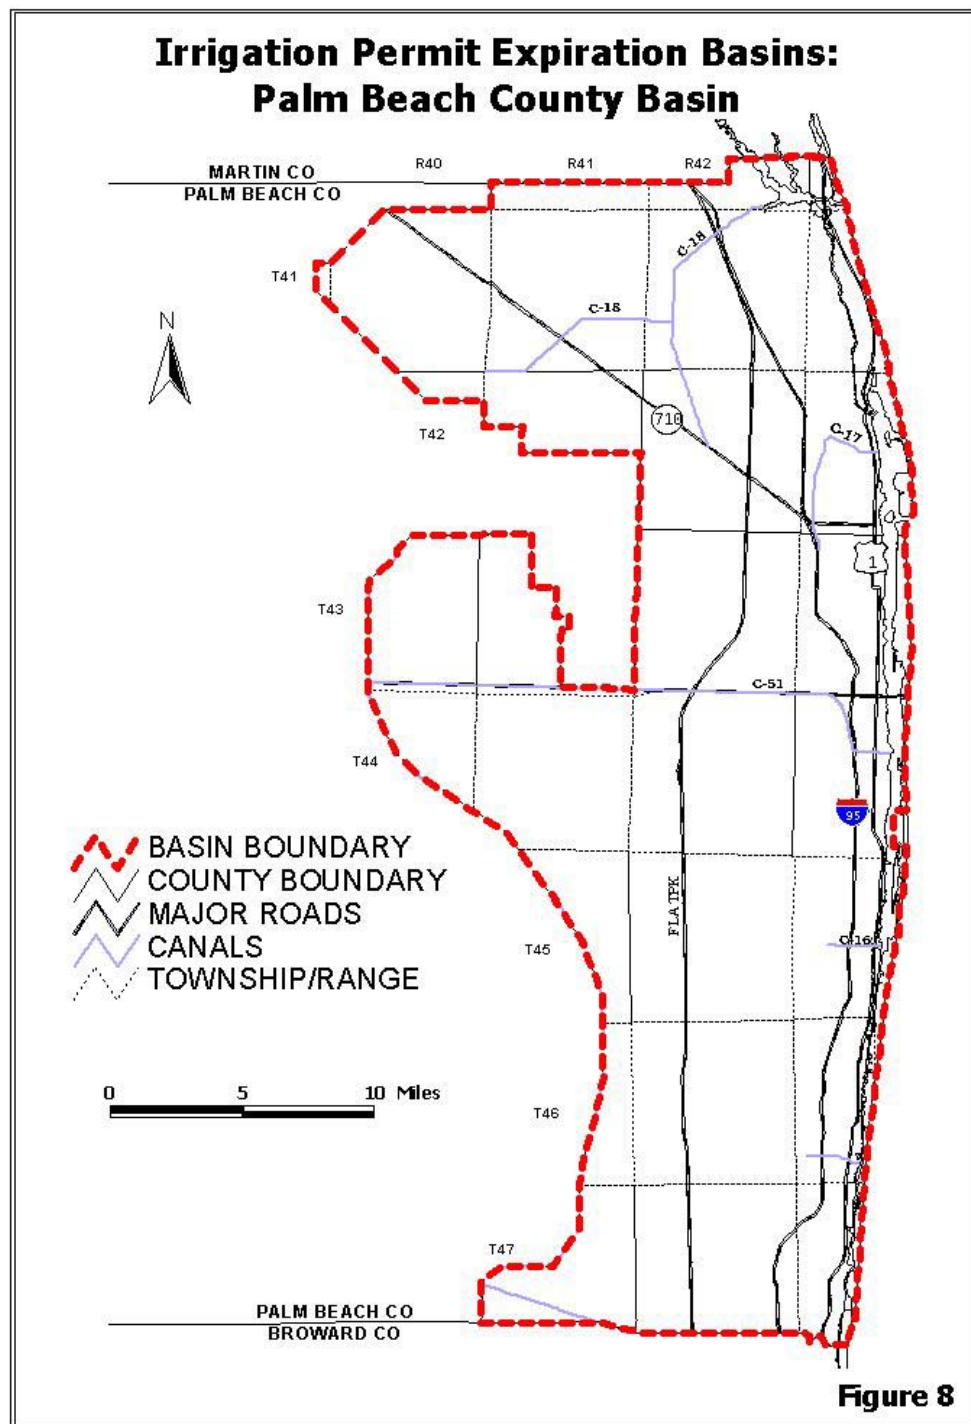 Irrigation Permit Expiration Basins:
Palm Beach County Basin
R40 R41 R42
MARTIN CO
PALM BEACH CO
T41
C-18
N
C-18
710
T42
C-17
1
T43
C-51
T44
95
BASIN BOUNDARY
COUNTY BOUNDARY
MAJOR ROADS
CANALS
TOWNSHIP/RANGE
FLA TPK
C-16
T45
0 5 10 Miles
T46
T47
PALM BEACH CO
BROWARD CO
Figure 8